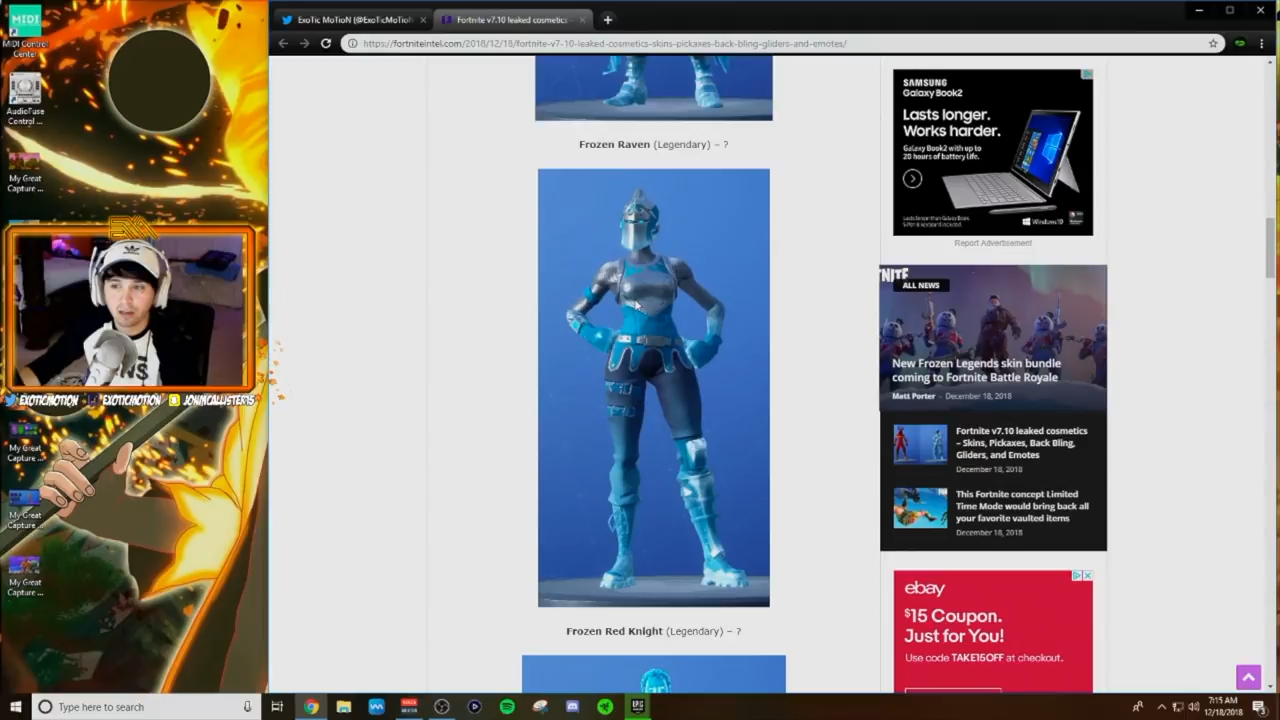 MIDI
MIDI Control
Center
AudioFuse
Control ...
My Great
Capture ...
EXM
EXOTICMOTION
EXOTICMOTION
JONMCALLISTER15
My Great
Capture ...
My Great
Capture ...
My Great
Capture ...
ExoTic MoTioN (@ExoTicMotioN
Fortnite v7.10 leaked cosmetics –
https://fortniteintel.com/2018/12/18/fortnite-v7-10-leaked-cosmetics-skins-pickaxes-back-bling-gliders-and-emotes/
Frozen Raven (Legendary) – ?
Frozen Red Knight (Legendary) – ?
SAMSUNG
Galaxy Book2
Lasts longer.
Works harder.
Galaxy Book2 with up to
20 hours of battery life.
Windows 10
Report Advertisement
ALL NEWS
New Frozen Legends skin bundle
coming to Fortnite Battle Royale
Matt Porter - December 18, 2018
Fortnite v7.10 leaked cosmetics
– Skins, Pickaxes, Back Bling,
Gliders, and Emotes
December 18, 2018
This Fortnite concept Limited
Time Mode would bring back all
your favorite vaulted items
December 18, 2018
ebay
$15 Coupon.
Just for You!
Use code TAKE15OFF at checkout.
Type here to search
EPIC
7:15 AM
12/18/2018